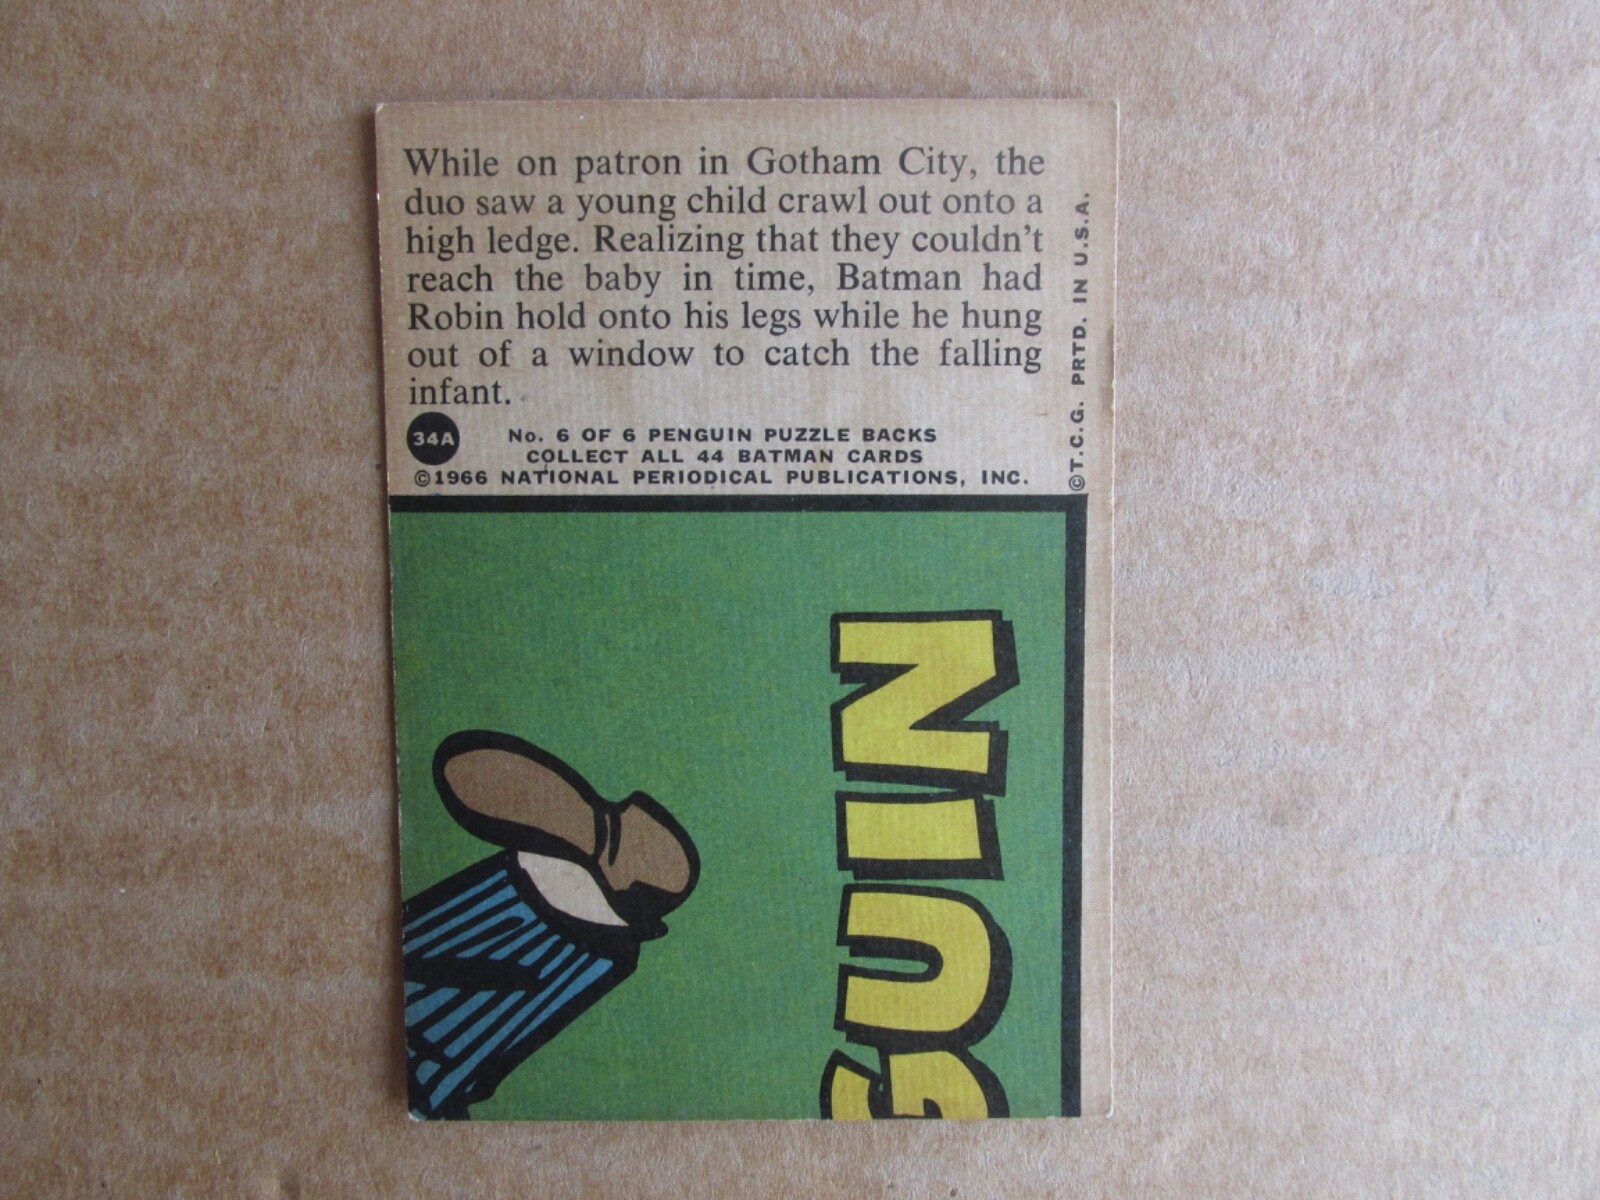 While on patron in Gotham City, the
duo saw a young child crawl out onto a
high ledge. Realizing that they couldn't
reach the baby in time, Batman had
Robin hold onto his legs while he hung
out of a window to catch the falling
infant.
34A
No. 6 OF 6 PENGUIN PUZZLE BACKS
COLLECT ALL 44 BATMAN CARDS
©1966 NATIONAL PERIODICAL PUBLICATIONS, INC.
©T.C.G. PRTD. IN U.S.A.
GUIN